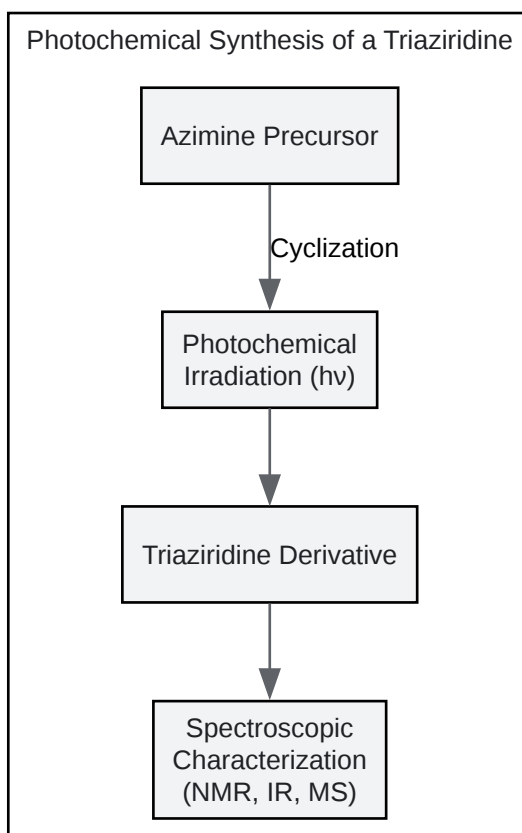 Photochemical Synthesis of a Triaziridine
Azimine Precursor
Cyclization
Photochemical
Irradiation (hν)
Triaziridine Derivative
Spectroscopic
Characterization
(NMR, IR, MS)